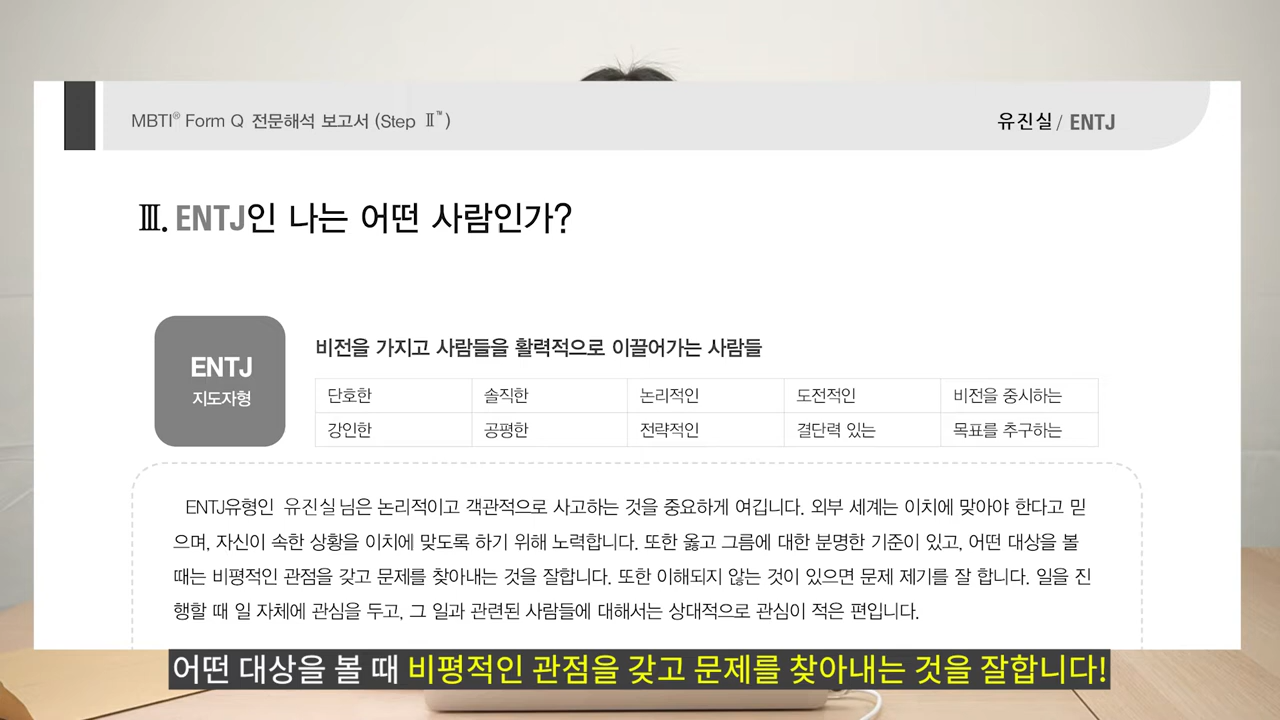 MBTI® Form Q 전문해석 보고서 (Step Ⅱ™)
유진실 / ENTJ
Ⅲ. ENTJ인 나는 어떤 사람인가?
ENTJ
지도자형
비전을 가지고 사람들을 활력적으로 이끌어가는 사람들
단호한 솔직한 논리적인 도전적인 비전을 중시하는
강인한 공평한 전략적인 결단력 있는 목표를 추구하는
ENTJ유형인 유진실님은 논리적이고 객관적으로 사고하는 것을 중요하게 여깁니다. 외부 세계는 이치에 맞아야 한다고 믿
으며, 자신이 속한 상황을 이치에 맞도록 하기 위해 노력합니다. 또한 옳고 그름에 대한 분명한 기준이 있고, 어떤 대상을 볼
때는 비평적인 관점을 갖고 문제를 찾아내는 것을 잘합니다. 또한 이해되지 않는 것이 있으면 문제 제기를 잘 합니다. 일을 진
행할 때 일 자체에 관심을 두고, 그 일과 관련된 사람들에 대해서는 상대적으로 관심이 적은 편입니다.
어떤 대상을 볼 때 비평적인 관점을 갖고 문제를 찾아내는 것을 잘합니다!